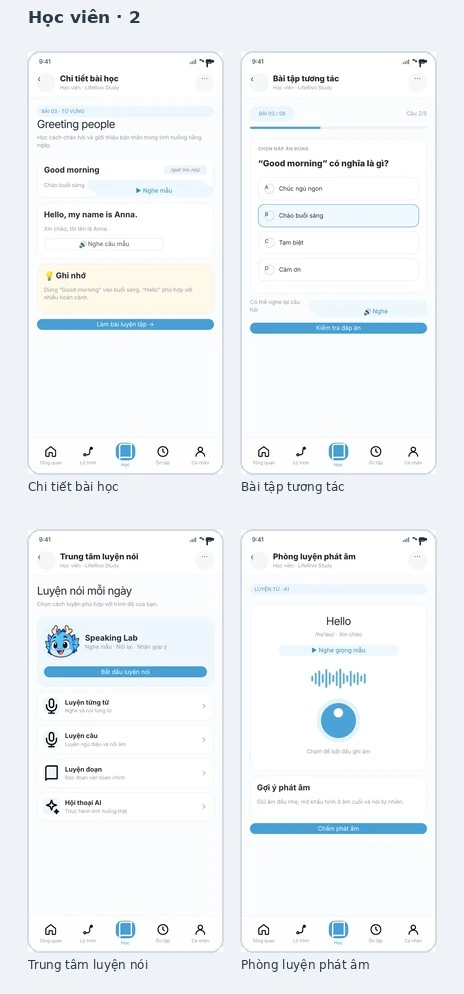 Học viên · 2
9:41
Chi tiết bài học
Học viên · LifeRivo Study
BÀI 03 · TỪ VỰNG
Greeting people
Học cách chào hỏi và giới thiệu bản thân trong tình huống hằng
ngày
Good morning
Chào buổi sáng
▶ Nghe mẫu
Hello, my name is Anna.
Xin chào, tôi tên là Anna.
🔊 Nghe câu mẫu
💡 Ghi nhớ
Dùng "Good morning" vào buổi sáng. "Hello" phù hợp với
nhiều hoàn cảnh.
Làm bài luyện tập →
Tổng quan
Lộ trình
Học
Ôn tập
Cá nhân
Chi tiết bài học
9:41
Bài tập tương tác
Học viên · LifeRivo Study
BÀI 03 / 08
Câu 2/5
CHỌN ĐÁP ÁN ĐÚNG
“Good morning” có nghĩa là gì?
A
Chúc ngủ ngon
B
Chào buổi sáng
C
Tạm biệt
D
Cảm ơn
Có thể nghe lại câu
hỏi
🔊 Nghe
Kiểm tra đáp án
Tổng quan
Lộ trình
Học
Ôn tập
Cá nhân
Bài tập tương tác
9:41
Trung tâm luyện nói
Học viên · LifeRivo Study
Luyện nói mỗi ngày
Chọn cách luyện phù hợp với trình độ của bạn.
Speaking Lab
Nghe mẫu · Nói lại · Nhận góp ý
Bắt đầu luyện nói
Luyện từng từ
Nghe và nói từng từ
Luyện câu
Luyện ngữ điệu và nối âm
Luyện đoạn
Đọc đoạn văn hoàn chỉnh
Hội thoại AI
Thực hành tình huống thật
Tổng quan
Lộ trình
Học
Ôn tập
Cá nhân
Trung tâm luyện nói
9:41
Phòng luyện phát âm
Học viên · LifeRivo Study
LUYỆN TỪ · A1
Hello
/həˈləʊ/ · Xin chào
▶ Nghe giọng mẫu
Chạm để bắt đầu ghi âm
Gợi ý phát âm
Giữ âm đầu nhẹ, mở khẩu hình ở âm cuối và nói tự nhiên.
Chấm phát âm
Tổng quan
Lộ trình
Học
Ôn tập
Cá nhân
Phòng luyện phát âm